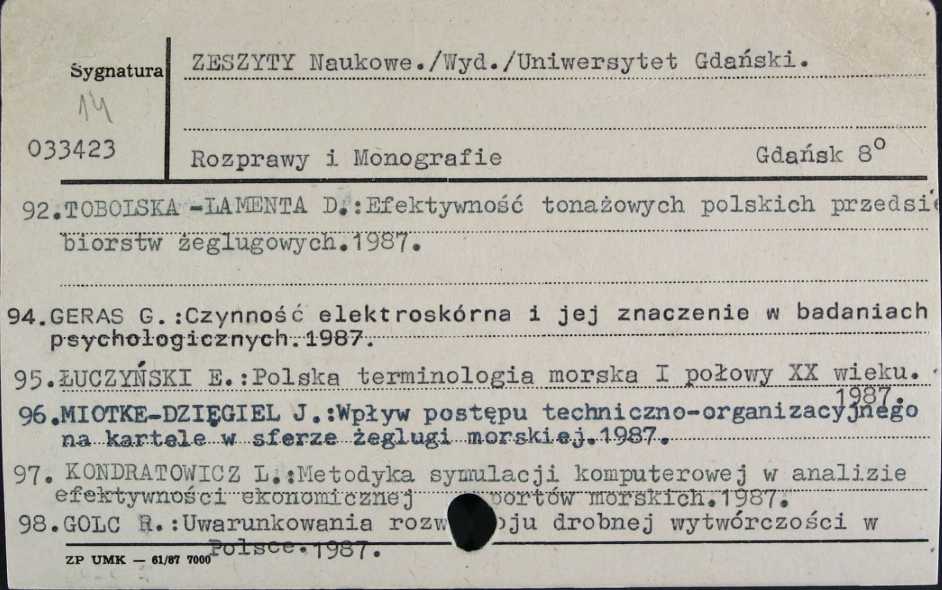 ZESZYTY Naukowe./Wyd./Uniwersytet Gdański.
Sygnatura
14
033423
Rozprawy i Monografie Gdańsk 8º
92.TOBOLSKA-LAMENTA D.:Efektywność tonażowych polskich przedsię
biorstw żeglugowych.1987.
94.GERAS G.:Czynność elektroskórna i jej znaczenie w badaniach
psychologicznych.1987.
95.ŁUCZYŃSKI E.:Polska terminologia morska I połowy XX wieku.
1987.
96.MIOTKE-DZIĘGIEL J.:Wpływ postępu techniczno-organizacyjnego
na kartele w sferze żeglugi morskiej.1987.
97. KONDRATOWICZ L.:Metodyka symulacji komputerowej w analizie
efektywności ekonomicznej portów morskich.1987.
98.GOLC R.:Uwarunkowania rozwoju drobnej wytwórczości w
Polsce.1987.
ZP UMK — 61/87 7000